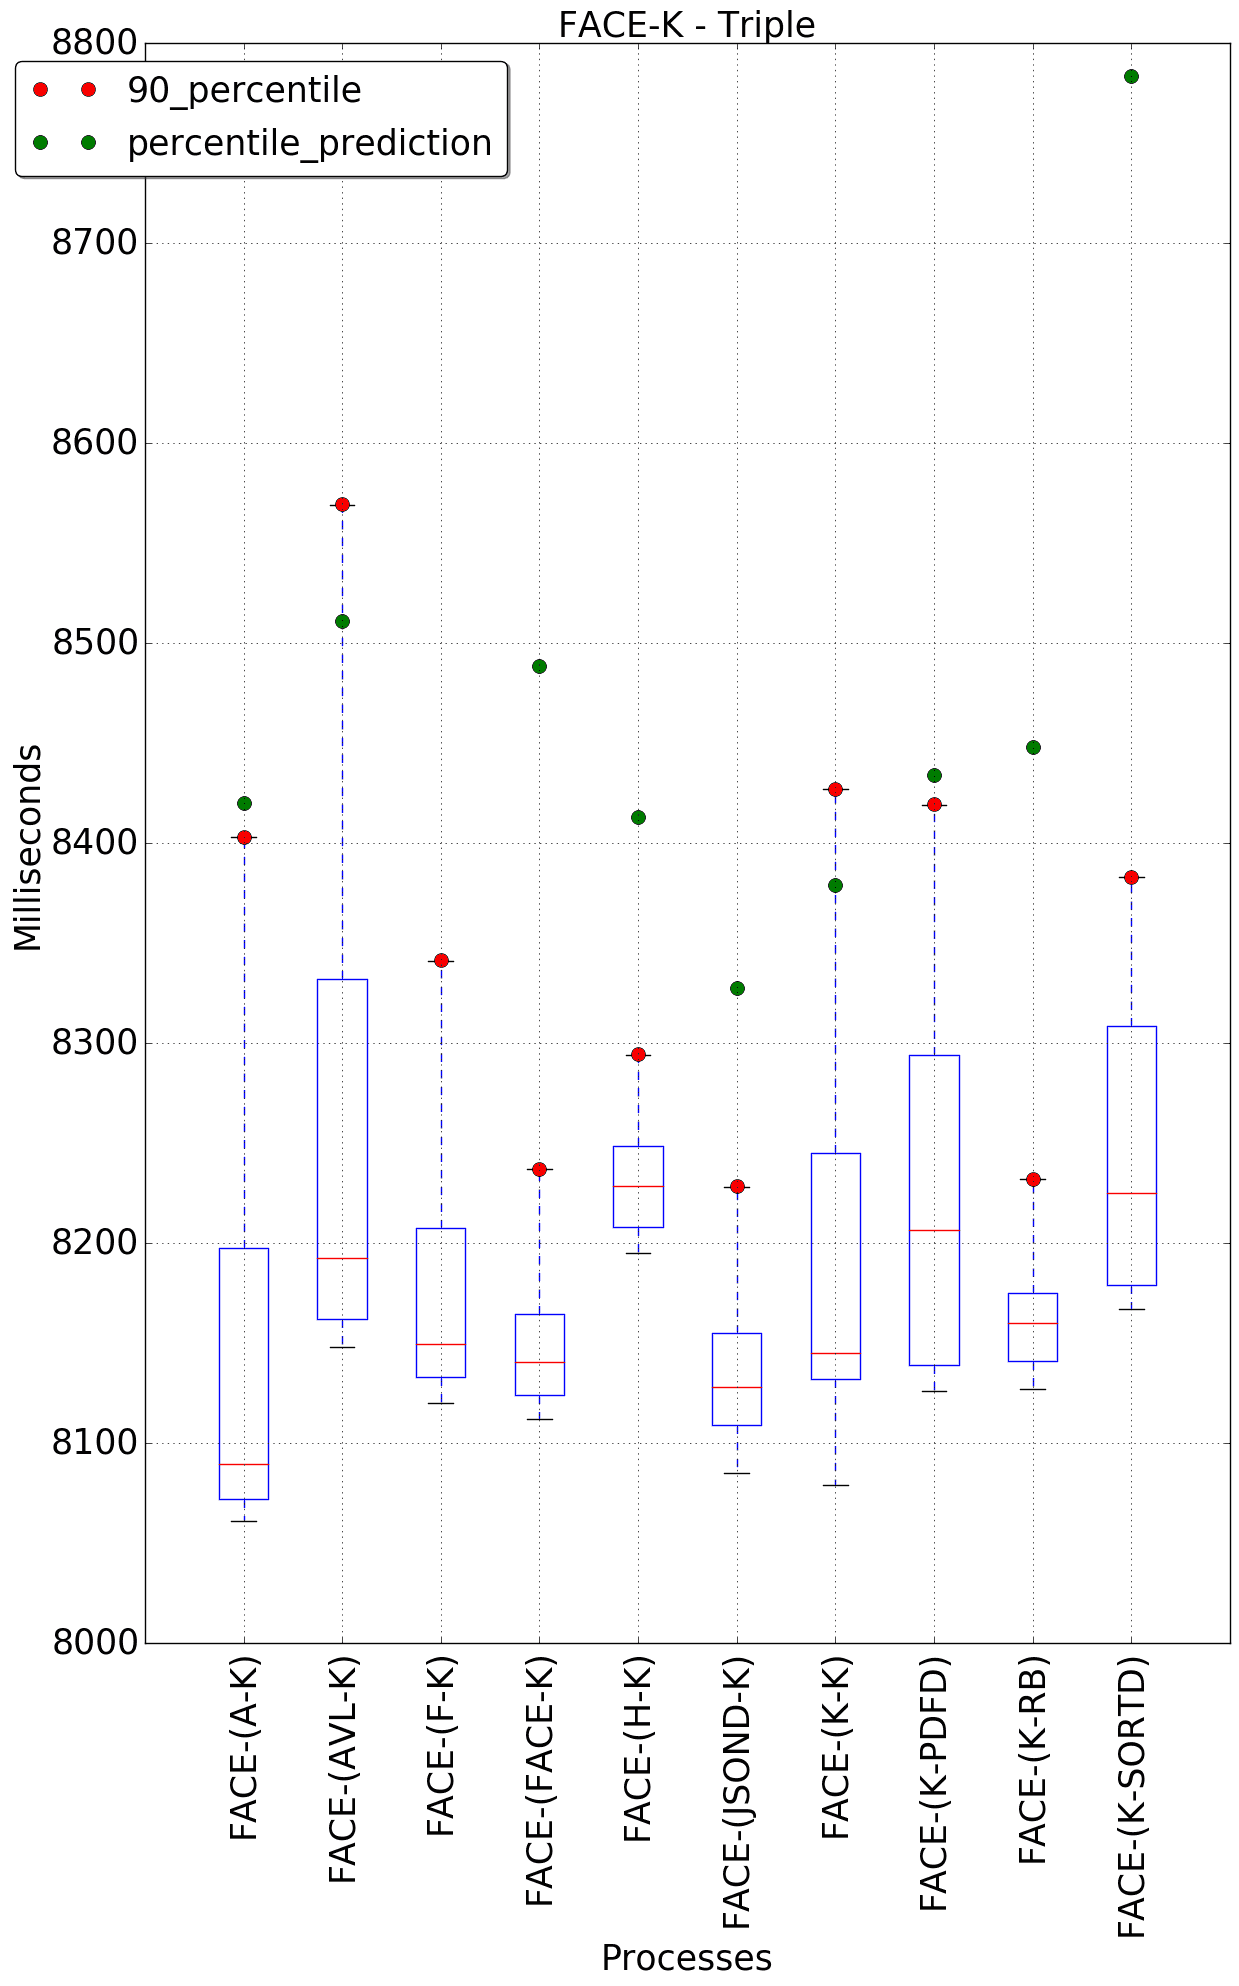 FACE-K - Triple
90_percentile
percentile_prediction
8800
8700
8600
8500
8400
8300
8200
8100
8000
Milliseconds
FACE-(A-K)
FACE-(AVL-K)
FACE-(F-K)
FACE-(FACE-K)
FACE-(H-K)
FACE-(JSOND-K)
FACE-(K-K)
FACE-(K-PDFD)
FACE-(K-RB)
FACE-(K-SORTD)
Processes